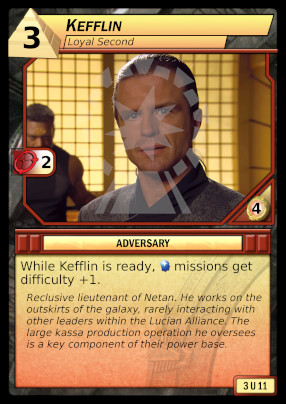 3
KEFFLIN
Loyal Second
2
4
ADVERSARY
While Kefflin is ready, missions get
difficulty +1.
Reclusive lieutenant of Netan. He works on the
outskirts of the galaxy, rarely interacting with
other leaders within the Lucian Alliance. The
large kassa production operation he oversees
is a key component of their power base.
3 U 11